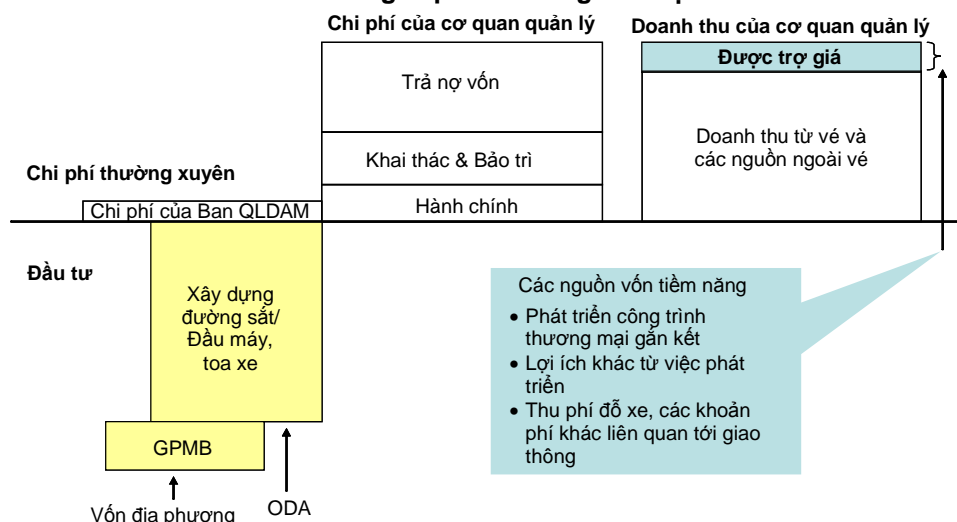 Chi phí của cơ quan quản lý
Doanh thu của cơ quan quản lý
Được trợ giá
Trả nợ vốn
Doanh thu từ vé và
các nguồn ngoài vé
Khai thác & Bảo trì
Chi phí thường xuyên
Chi phí của Ban QLDAM
Hành chính
Đầu tư
Xây dựng
đường sắt/
Đầu máy,
toa xe
Các nguồn vốn tiềm năng
• Phát triển công trình
thương mại gắn kết
• Lợi ích khác từ việc phát
triển
• Thu phí đỗ xe, các khoản
phí khác liên quan tới giao
thông
GPMB
Vốn địa phương
ODA